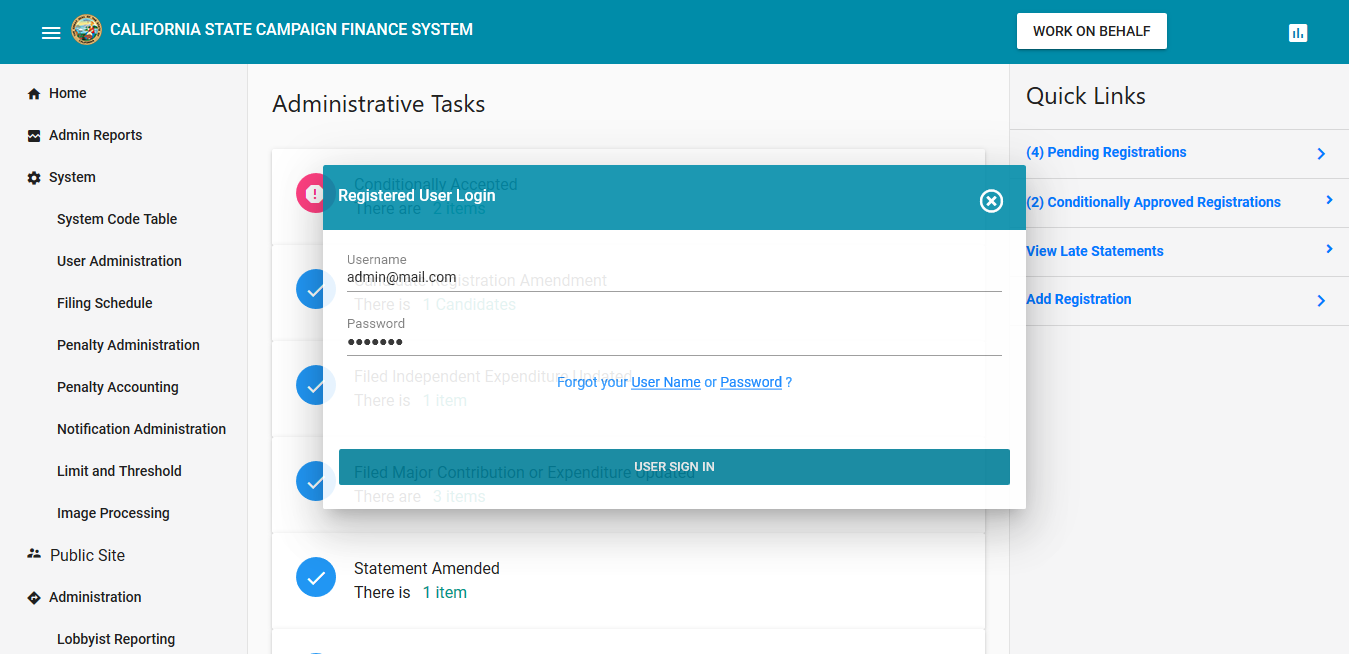 CALIFORNIA STATE CAMPAIGN FINANCE SYSTEM
WORK ON BEHALF
Home
Admin Reports
System
System Code Table
User Administration
Filing Schedule
Penalty Administration
Penalty Accounting
Notification Administration
Limit and Threshold
Image Processing
Public Site
Administration
Lobbyist Reporting
Administrative Tasks
Conditionally Accepted
There are 2 items
Registered User Login
Username
admin@mail.com
Registration Amendment
There is 1 Candidates
Password
Filed Independent Expenditure Updated
There is 1 item
Forgot your User Name or Password ?
Filed Major Contribution or Expenditure Updated
USER SIGN IN
There are 3 items
Statement Amended
There is 1 item
Quick Links
(4) Pending Registrations
(2) Conditionally Approved Registrations
View Late Statements
Add Registration